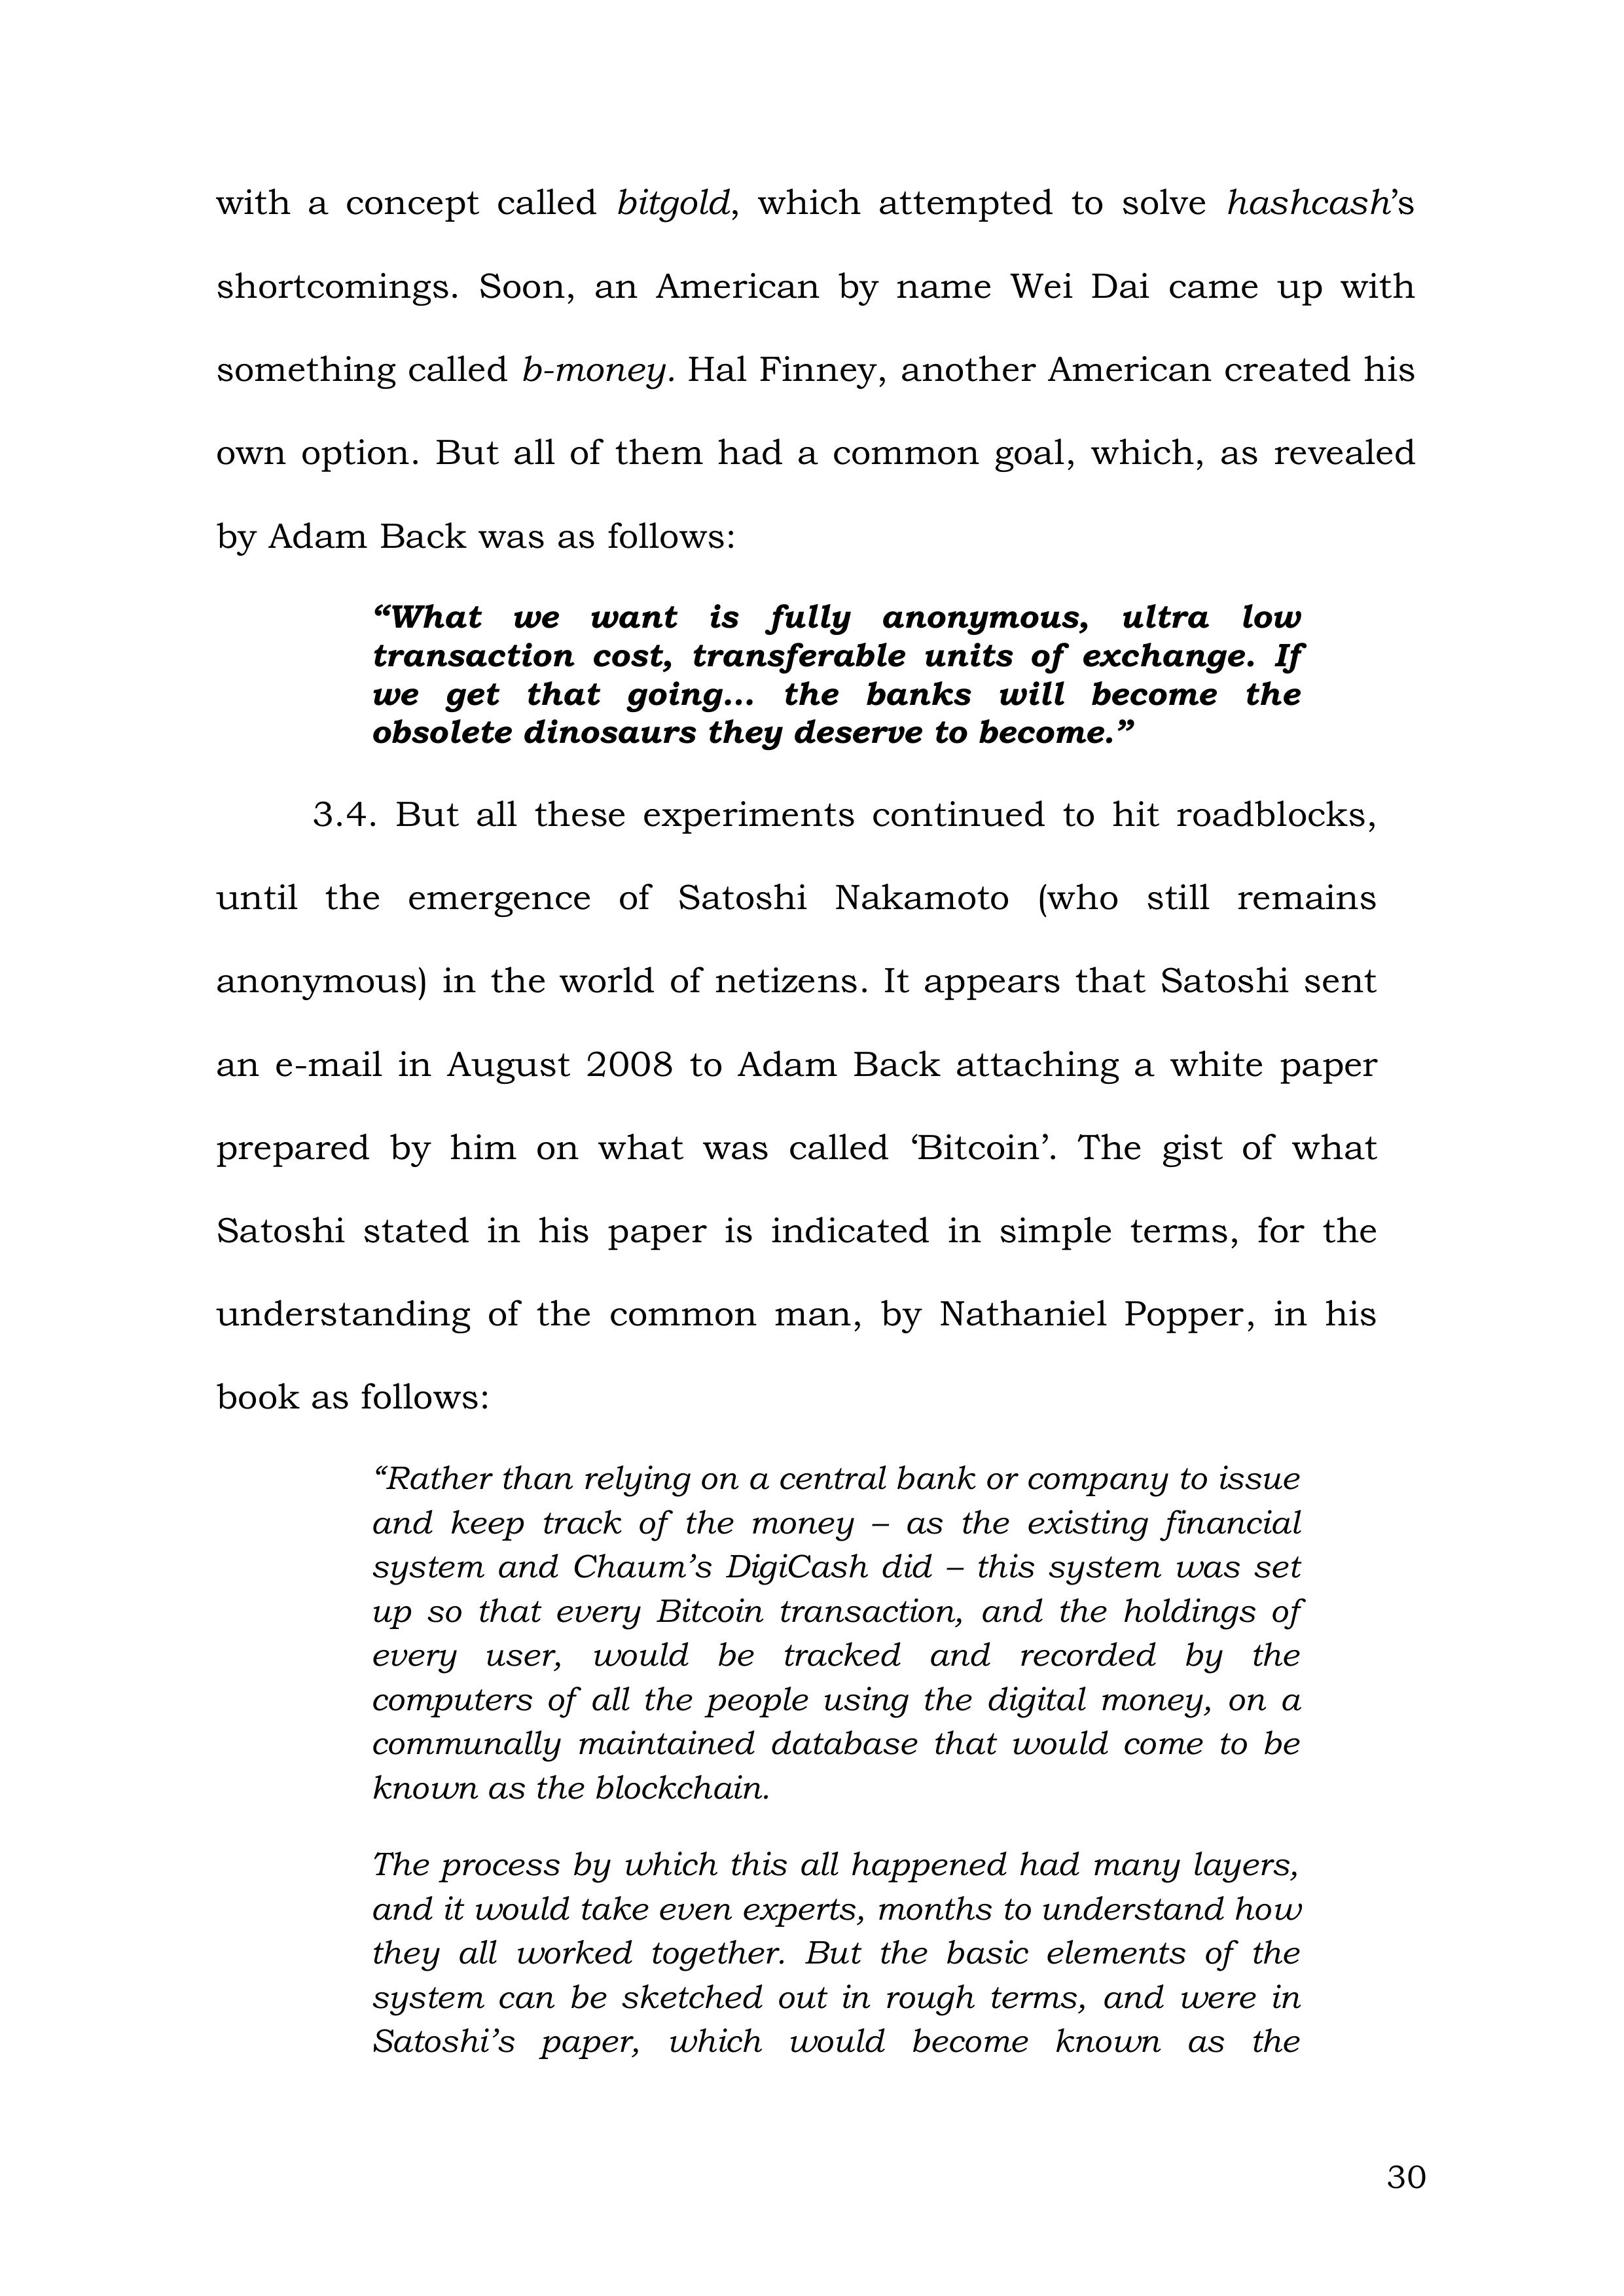 with a concept called bitgold, which attempted to solve hashcash’s
shortcomings. Soon, an American by name Wei Dai came up with
something called b-money. Hal Finney, another American created his
own option. But all of them had a common goal, which, as revealed
by Adam Back was as follows:
“What we want is fully anonymous, ultra low
transaction cost, transferable units of exchange. If
we get that going… the banks will become the
obsolete dinosaurs they deserve to become.”
3.4. But all these experiments continued to hit roadblocks,
until the emergence of Satoshi Nakamoto (who still remains
anonymous) in the world of netizens. It appears that Satoshi sent
an e-mail in August 2008 to Adam Back attaching a white paper
prepared by him on what was called ‘Bitcoin’. The gist of what
Satoshi stated in his paper is indicated in simple terms, for the
understanding of the common man, by Nathaniel Popper, in his
book as follows:
“Rather than relying on a central bank or company to issue
and keep track of the money – as the existing financial
system and Chaum’s DigiCash did – this system was set
up so that every Bitcoin transaction, and the holdings of
every user, would be tracked and recorded by the
computers of all the people using the digital money, on a
communally maintained database that would come to be
known as the blockchain.
The process by which this all happened had many layers,
and it would take even experts, months to understand how
they all worked together. But the basic elements of the
system can be sketched out in rough terms, and were in
Satoshi’s paper, which would become known as the
30